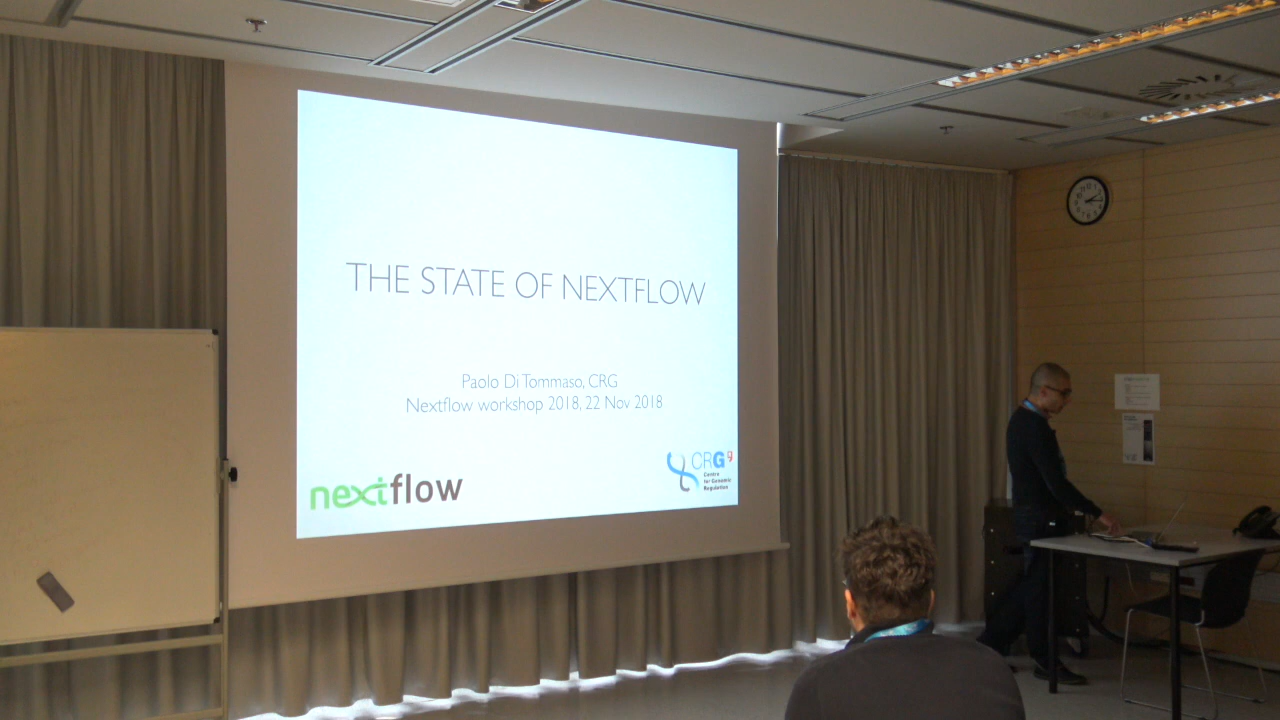 THE STATE OF NEXTFLOW
Paolo Di Tommaso, CRG
Nextflow workshop 2018, 22 Nov 2018
nextflow
CRG
Centre
for Genomic
Regulation